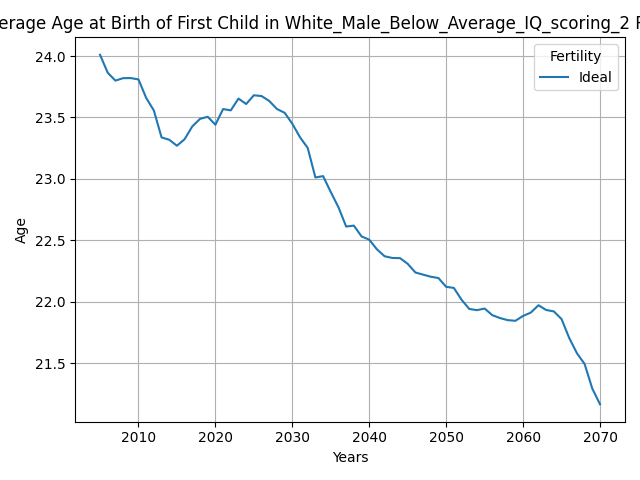 Age at Birth of First Child in White_Male_Below_Average_IQ_scoring_2
24.0
23.5
23.0
22.5
22.0
21.5
Age
Fertility
Ideal
2010 2020 2030 2040 2050 2060 2070
Years